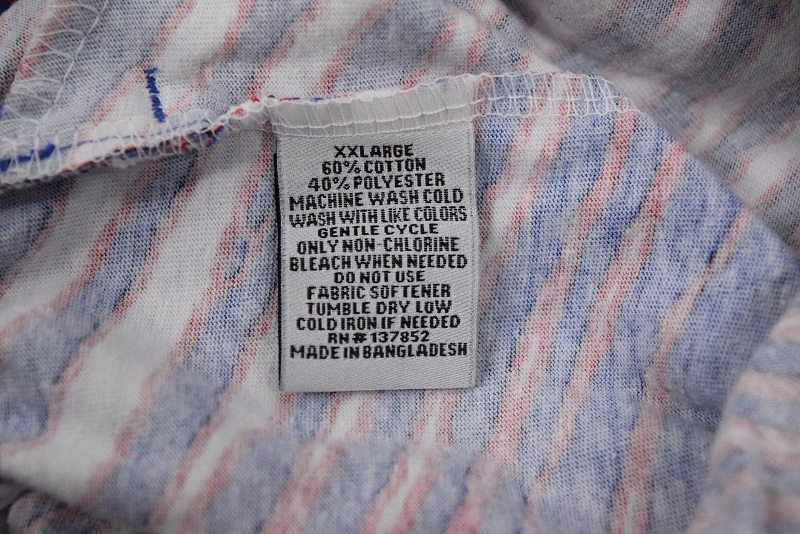 XXLARGE
60% COTTON
40% POLYESTER
MACHINE WASH COLD
WASH WITH LIKE COLORS
GENTLE CYCLE
ONLY NON-CHLORINE
BLEACH WHEN NEEDED
DO NOT USE
FABRIC SOFTENER
TUMBLE DRY LOW
COLD IRON IF NEEDED
RN# 137852
MADE IN BANGLADESH